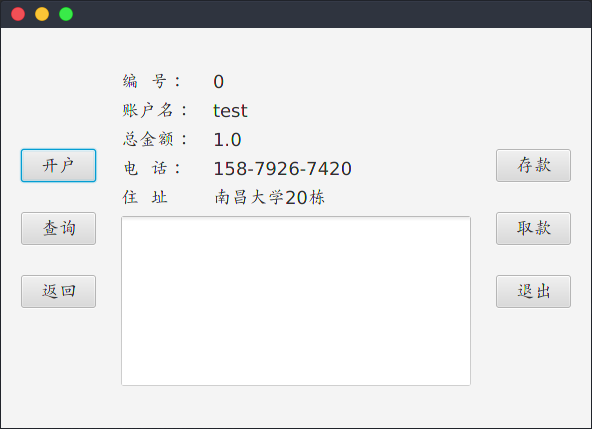 编 号： 0
账户名： test
总金额： 1.0
电 话： 158-7926-7420
住 址 南昌大学20栋
开户
查询
返回
存款
取款
退出